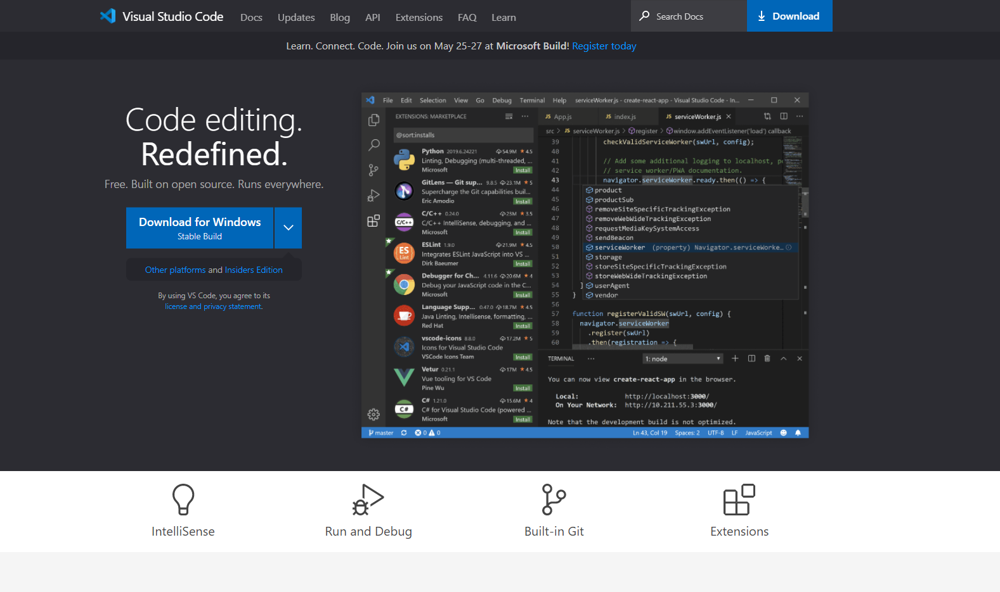 Visual Studio Code Docs Updates Blog API Extensions FAQ Learn Search Docs Download
Learn. Connect. Code. Join us on May 25-27 at Microsoft Build! Register today
Code editing.
Redefined.
Free. Built on open source. Runs everywhere.
Download for Windows
Stable Build
Other platforms and Insiders Edition
By using VS Code, you agree to its
license and privacy statement.
File Edit Selection View Go Debug Terminal Help serviceWorker.js - create-react-app - Visual Studio Code - In...
EXTENSIONS: MARKETPLACE
@sort:installs
Python 2019.6.24221 54.9M 4.5
Linting, Debugging (multi-threaded, ...
Microsoft Install
GitLens — Git sup... 9.8.5 23.1M 5
Supercharge the Git capabilities buil...
Eric Amodio Install
C/C++ 0.24.0 23M 3.5
C/C++ C/C++ IntelliSense, debugging, and ...
Microsoft Install
ESLint 1.9.0 21.9M 4.5
ES Lint Integrates ESLint JavaScript into VS ...
Dirk Baeumer Install
Debugger for Ch... 4.11.6 20.6M 4
Debug your JavaScript code in the C...
Microsoft Install
Language Supp... 0.47.0 18.7M 4.5
Java Linting, Intellisense, formatting, ...
Red Hat Install
vscode-icons 8.8.0 17.2M 5
Icons for Visual Studio Code
VSCode Icons Team Install
Vetur 0.21.1 17M 4.5
Vue tooling for VS Code
Pine Wu Install
C# 1.21.0 15.6M 4
C# C# for Visual Studio Code (powered ...
Microsoft Install
JS App.js JS index.js JS serviceWorker.js
src > JS serviceWorker.js > register > window.addEventListener('load') callback
39 checkValidServiceWorker(swUrl, config);
40
41 // Add some additional logging to localhost, p
42 // service worker/PWA documentation.
43 navigator.serviceWorker.ready.then(() => {
44 product
45 productSub
46 removeSiteSpecificTrackingException
47 removeWebWideTrackingException
48 requestMediaKeySystemAccess
49 sendBeacon
50 serviceWorker (property) Navigator.serviceWorke...
51 storage
52 storeSiteSpecificTrackingException
53 storeWebWideTrackingException
54 ] userAgent
55 } vendor
56
57 function registerValidSW(swUrl, config) {
58 navigator.serviceWorker
59 .register(swUrl)
60 .then(registration => {
TERMINAL ... 1: node
You can now view create-react-app in the browser.
Local: http://localhost:3000/
On Your Network: http://10.211.55.3:3000/
Note that the development build is not optimized.
master 0 0 Ln 43, Col 19 Spaces: 2 UTF-8 LF JavaScript
IntelliSense Run and Debug Built-in Git Extensions